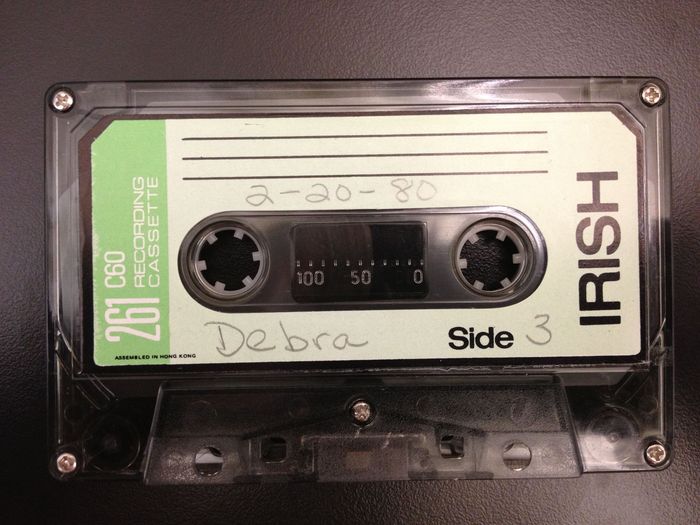 2-20-80
261 C60
RECORDING
CASSETTE
ASSEMBLED IN HONG KONG
100 50 0
Debra
Side 3
IRISH